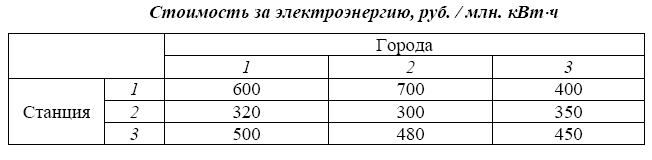 Стоимость за электроэнергию, руб. / млн. кВт·ч
Города
1 2 3
Станция 1 600 700 400
2 320 300 350
3 500 480 450